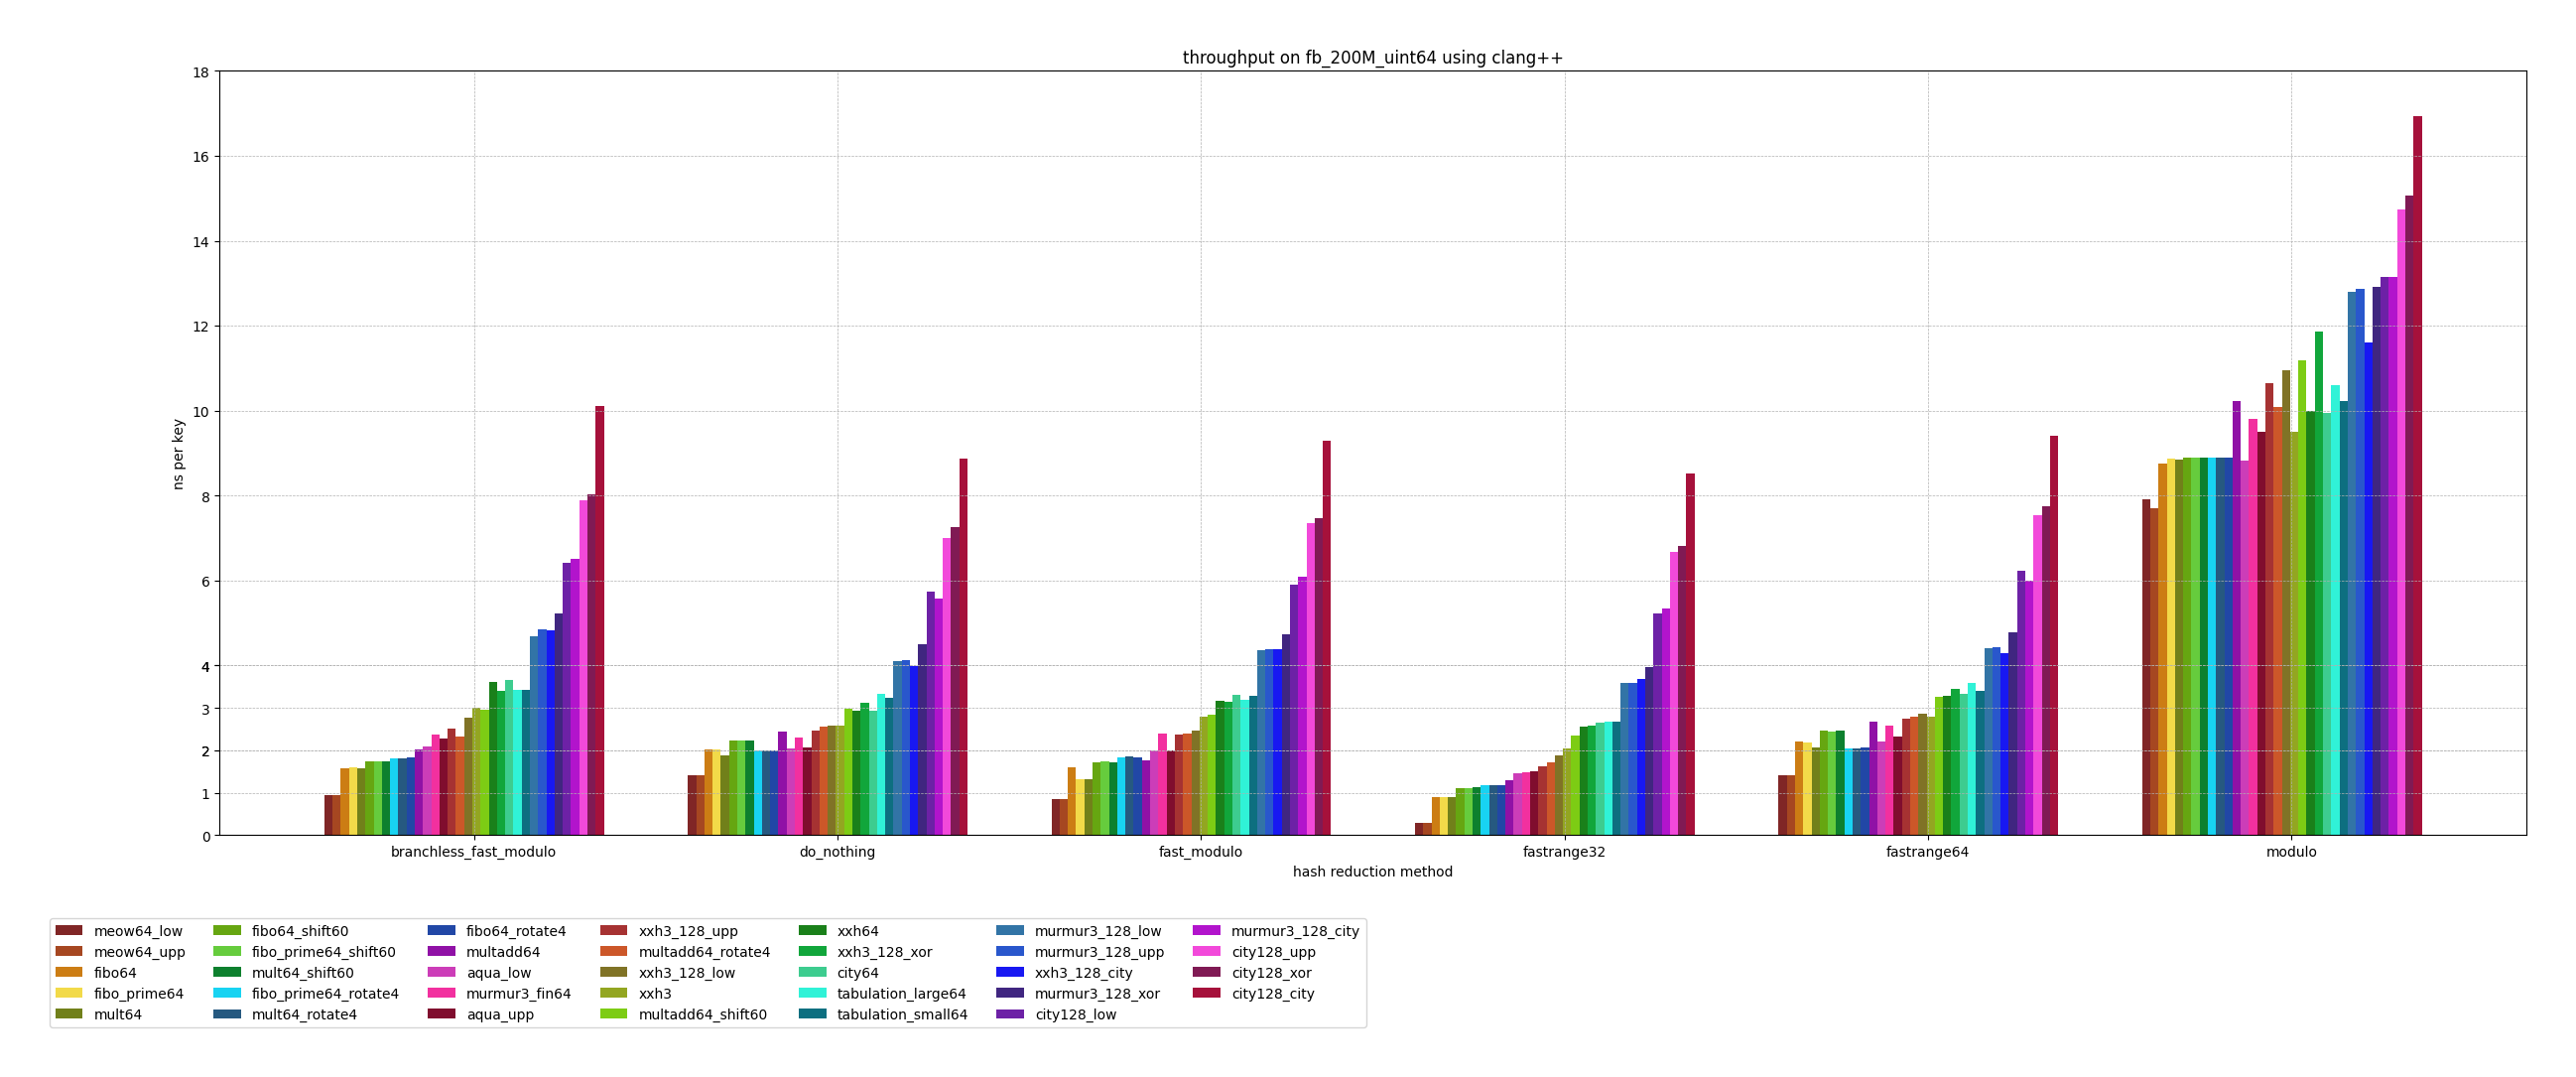 throughput on fb_200M_uint64 using clang++
18
16
14
12
10
8
6
4
3
2
1
0
ns per key
branchless_fast_modulo do_nothing fast_modulo fastrange32 fastrange64 modulo
hash reduction method
meow64_low fibo64_shift60 fibo64_rotate4 xxh3_128_upp xxh64 murmur3_128_low murmur3_128_city
meow64_upp fibo_prime64_shift60 multadd64 multadd64_rotate4 xxh3_128_xor murmur3_128_upp city128_upp
fibo64 mult64_shift60 aqua_low xxh3_128_low city64 xxh3_128_city city128_xor
fibo_prime64 fibo_prime64_rotate4 murmur3_fin64 xxh3 tabulation_large64 murmur3_128_xor city128_city
mult64 mult64_rotate4 aqua_upp multadd64_shift60 tabulation_small64 city128_low